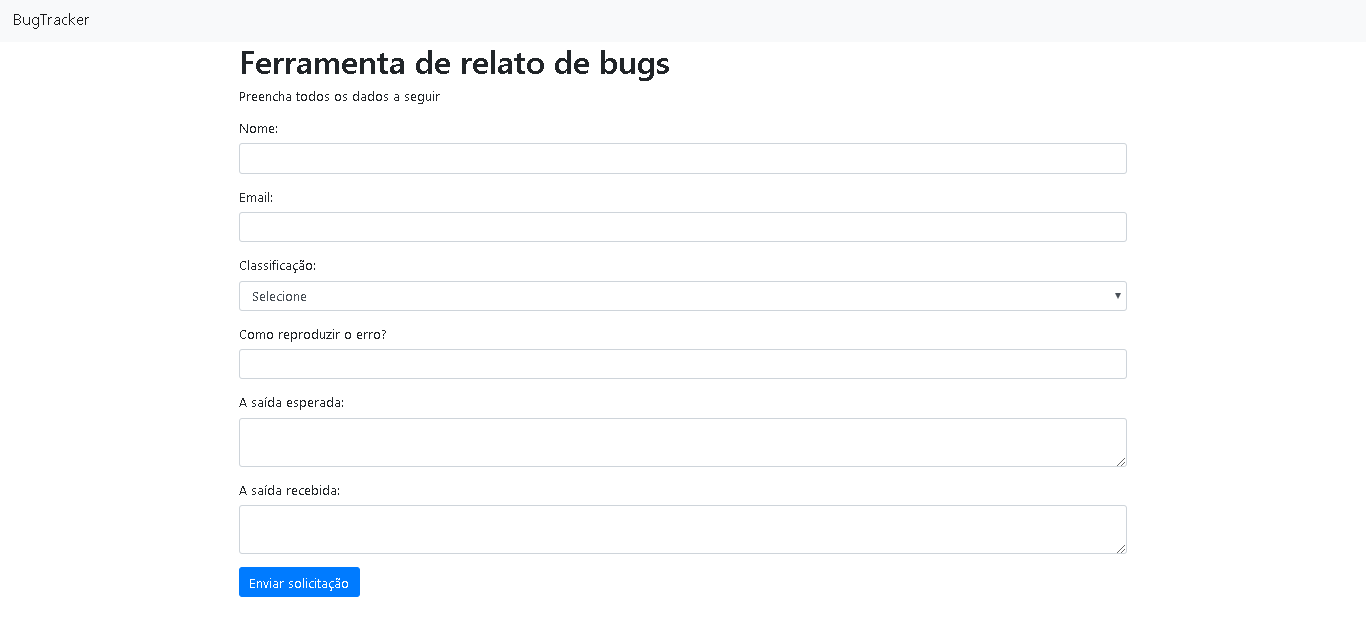 BugTracker
Ferramenta de relato de bugs
Preencha todos os dados a seguir
Nome:
Email:
Classificação:
Selecione
Como reproduzir o erro?
A saída esperada:
A saída recebida:
Enviar solicitação